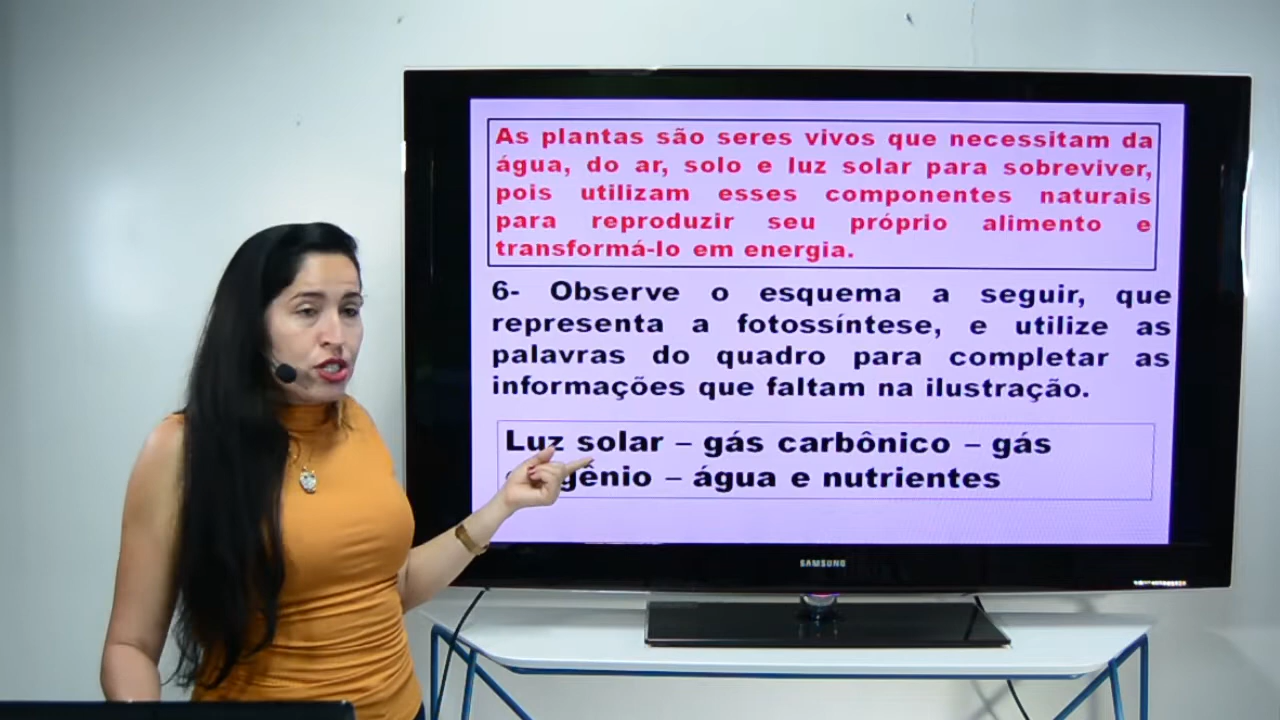 As plantas são seres vivos que necessitam da
água, do ar, solo e luz solar para sobreviver,
pois utilizam esses componentes naturais
para reproduzir seu próprio alimento e
transformá-lo em energia.
6- Observe o esquema a seguir, que
representa a fotossíntese, e utilize as
palavras do quadro para completar as
informações que faltam na ilustração.
Luz solar – gás carbônico – gás
– água e nutrientes
SAMSUNG